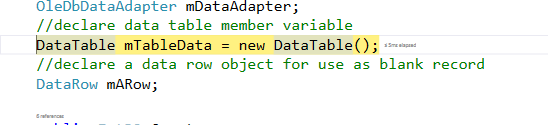 OleDbDataAdapter mDataAdapter;
//declare data table member variable
DataTable mTableData = new DataTable(); ≤ 5ms elapsed
//declare a data row object for use as blank record
DataRow mARow;
0 references